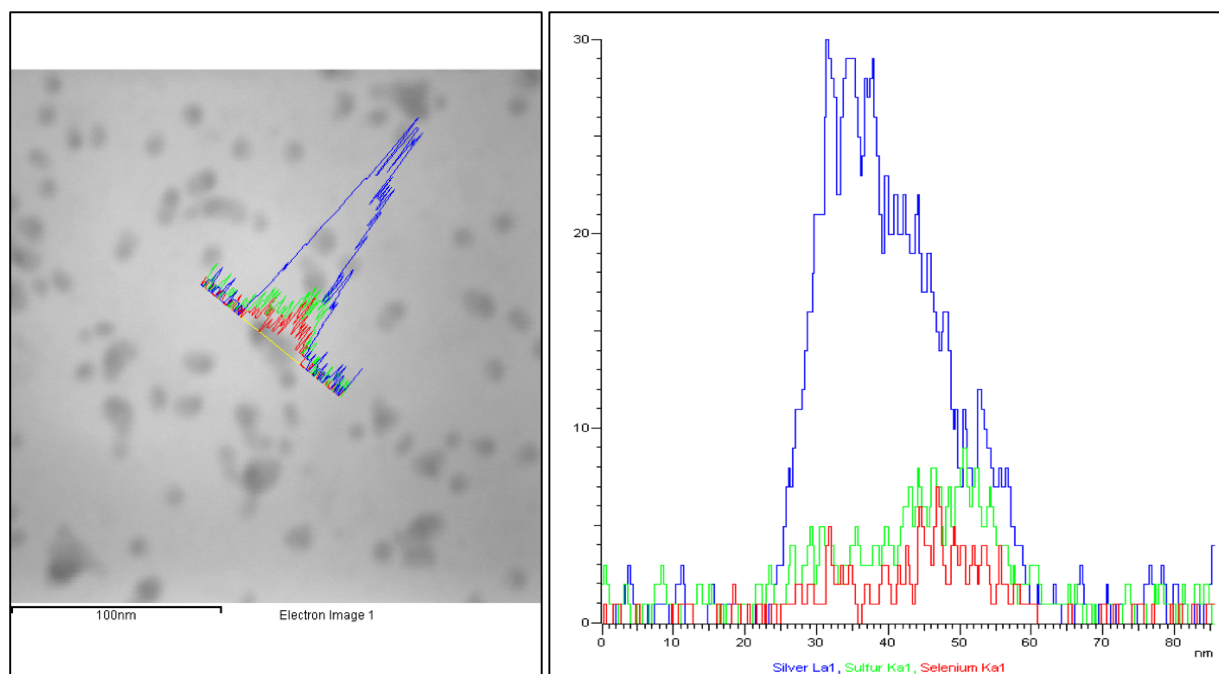 100nm
Electron Image 1
30
20
10
0
0 10 20 30 40 50 60 70 80
nm
Silver La1, Sulfur Ka1, Selenium Ka1